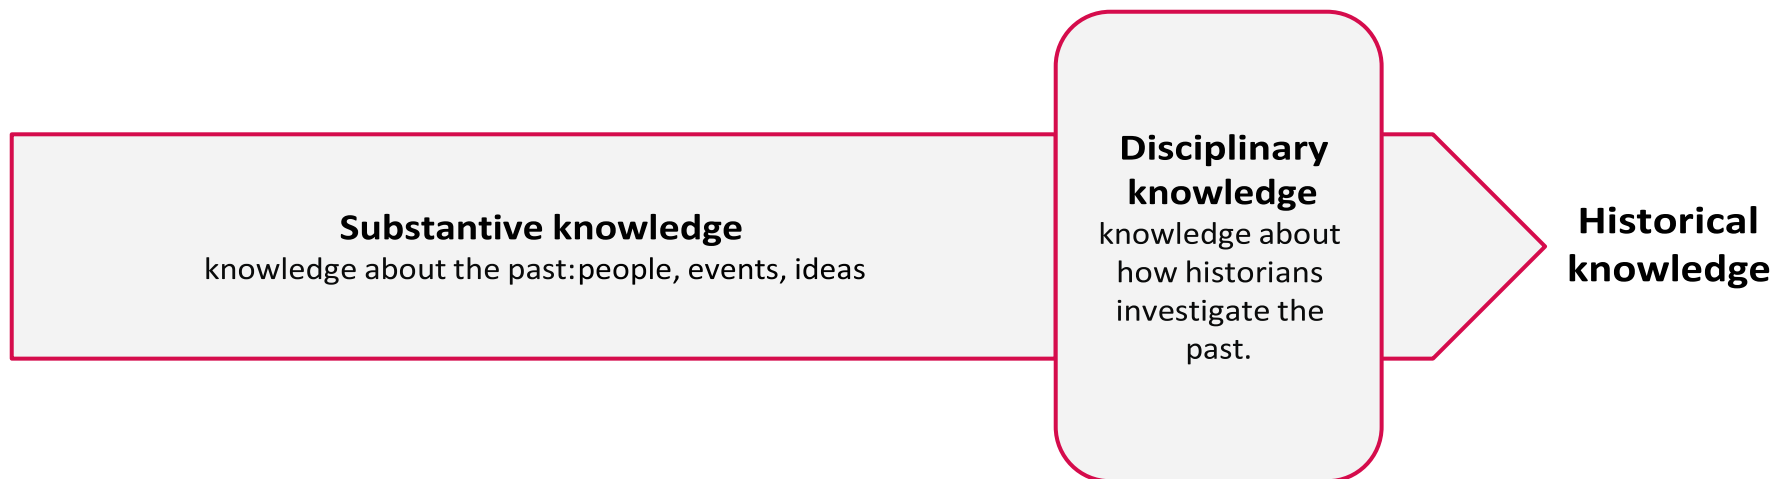 Substantive knowledge
knowledge about the past:people, events, ideas
Disciplinary
knowledge
knowledge about
how historians
investigate the
past.
Historical
knowledge